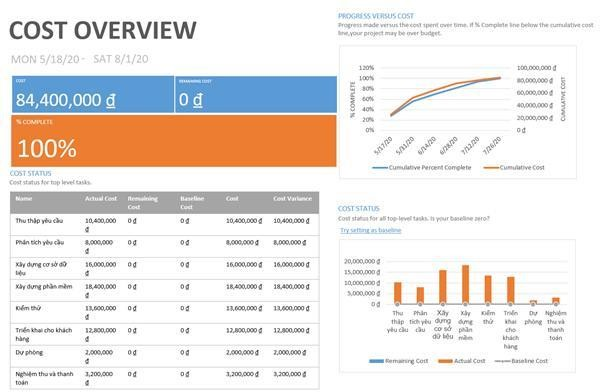 COST OVERVIEW
MON 5/18/20 - SAT 8/1/20
COST
84,400,000 ₫
REMAINING COST
0 ₫
% COMPLETE
100%
COST STATUS
Cost status for top level tasks.
Name Actual Cost Remaining Cost Baseline Cost Cost Cost Variance
Thu thập yêu cầu 10,400,000 ₫ 0 ₫ 0 ₫ 10,400,000 ₫ 10,400,000 ₫
Phân tích yêu cầu 8,000,000 ₫ 0 ₫ 0 ₫ 8,000,000 ₫ 8,000,000 ₫
Xây dựng cơ sở dữ liệu 16,000,000 ₫ 0 ₫ 0 ₫ 16,000,000 ₫ 16,000,000 ₫
Xây dựng phần mềm 18,400,000 ₫ 0 ₫ 0 ₫ 18,400,000 ₫ 18,400,000 ₫
Kiểm thử 13,600,000 ₫ 0 ₫ 0 ₫ 13,600,000 ₫ 13,600,000 ₫
Triển khai cho khách hàng 12,800,000 ₫ 0 ₫ 0 ₫ 12,800,000 ₫ 12,800,000 ₫
Dự phòng 2,000,000 ₫ 0 ₫ 0 ₫ 2,000,000 ₫ 2,000,000 ₫
Nghiệm thu và thanh toán 3,200,000 ₫ 0 ₫ 0 ₫ 3,200,000 ₫ 3,200,000 ₫
PROGRESS VERSUS COST
Progress made versus the cost spent over time. If % Complete line below the cumulative cost
line,your project may be over budget.
% COMPLETE
120%
100%
80%
60%
40%
20%
0%
100,000,000 ₫
80,000,000 ₫
60,000,000 ₫
40,000,000 ₫
20,000,000 ₫
0 ₫
CUMULATIVE COST
5/17/20 5/31/20 6/14/20 6/28/20 7/12/20 7/26/20
Cumulative Percent Complete Cumulative Cost
COST STATUS
Cost status for all top-level tasks. Is your baseline zero?
Try setting as baseline
20,000,000 ₫
15,000,000 ₫
10,000,000 ₫
5,000,000 ₫
0 ₫
Thu thập yêu cầu
Phân tích yêu cầu
Xây dựng cơ sở dữ liệu
Xây dựng phần mềm
Kiểm thử
Triển khai cho khách hàng
Dự phòng
Nghiệm thu và thanh toán
Remaining Cost Actual Cost Baseline Cost